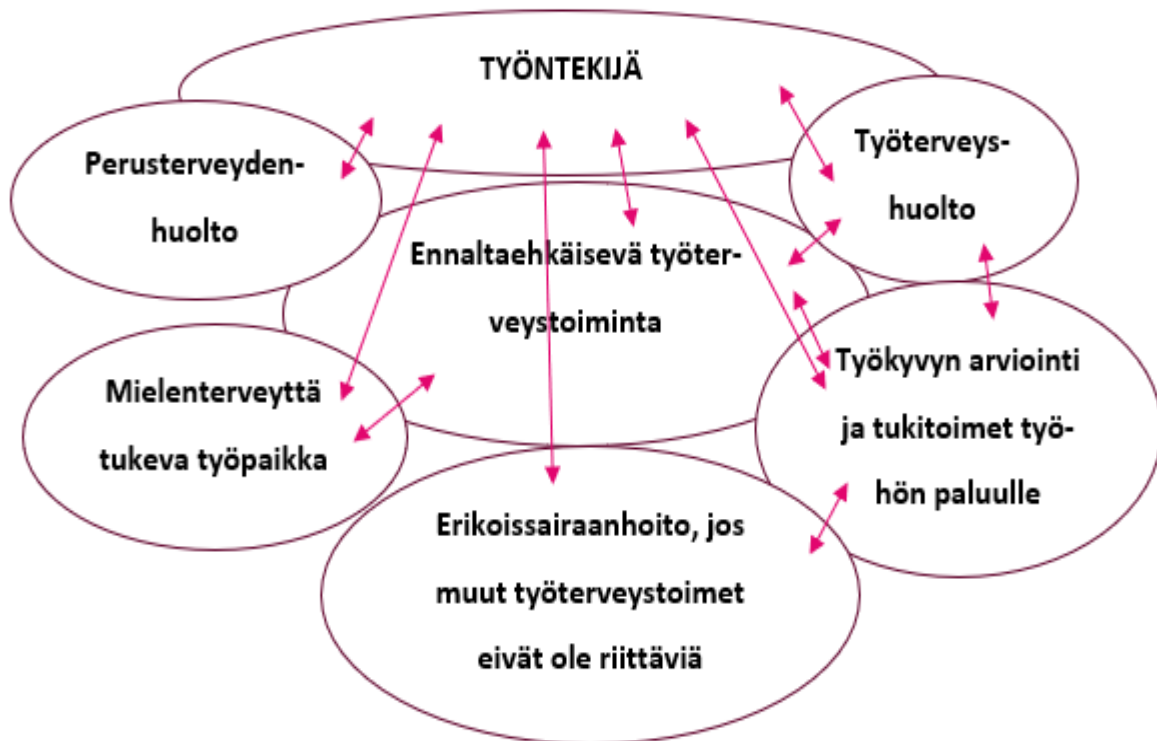 TYÖNTEKIJÄ
Perusterveyden-
huolto
Työterveys-
huolto
Ennaltaehkäisevä työter-
veystoiminta
Mielenterveyttä
tukeva työpaikka
Työkyvyn arviointi
ja tukitoimet työ-
hön paluulle
Erikoissairaanhoito, jos
muut työterveystoimet
eivät ole riittäviä